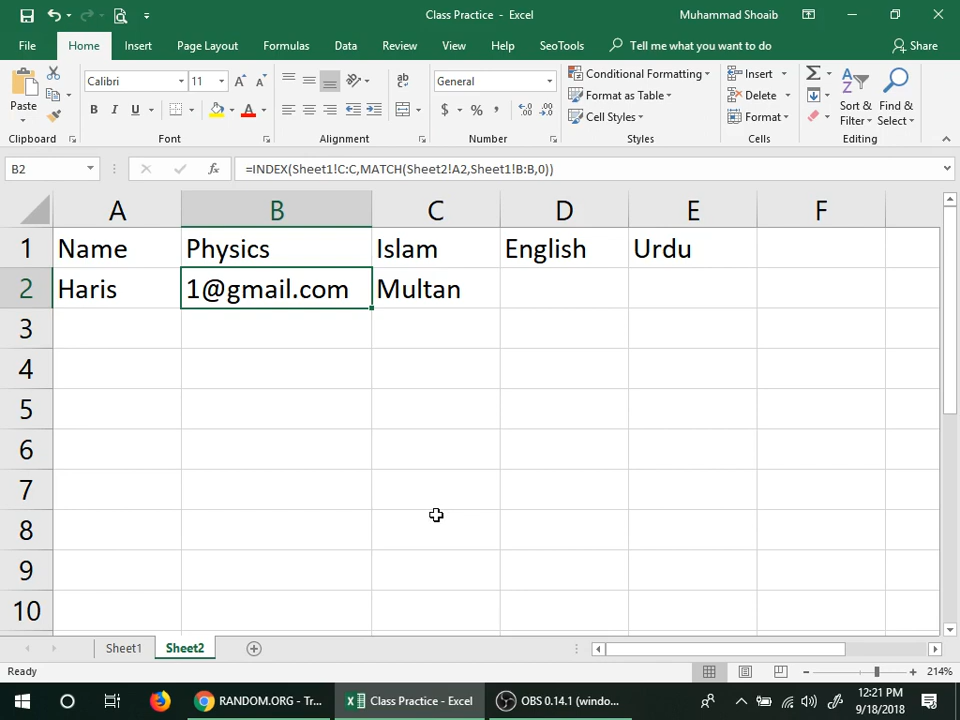 Class Practice - Excel
Muhammad Shoaib
File Home Insert Page Layout Formulas Data Review View Help SeoTools Tell me what you want to do Share
Paste
Calibri 11
B I U
General
$ % ,
Conditional Formatting
Format as Table
Cell Styles
Insert
Delete
Format
Sort & Filter
Find & Select
Clipboard Font Alignment Number Styles Cells Editing
B2 fx =INDEX(Sheet1!C:C,MATCH(Sheet2!A2,Sheet1!B:B,0))
A B C D E F
1 Name Physics Islam English Urdu
2 Haris 1@gmail.com Multan
3
4
5
6
7
8
9
10
Sheet1 Sheet2
Ready 214%
RANDOM.ORG - Tr...
Class Practice - Excel
OBS 0.14.1 (windo...
12:21 PM
9/18/2018